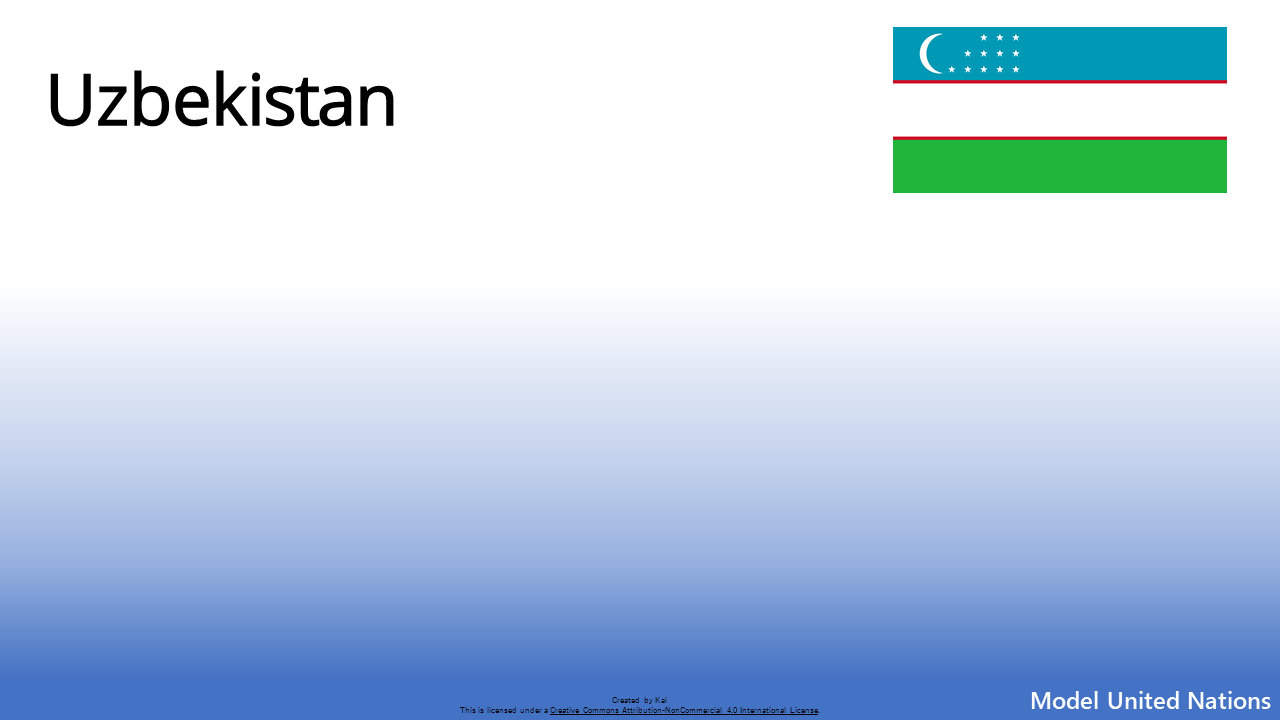 Uzbekistan
Created by Kai
This is licensed under a Creative Commons Attribution-NonCommercial 4.0 International License.
Model United Nations